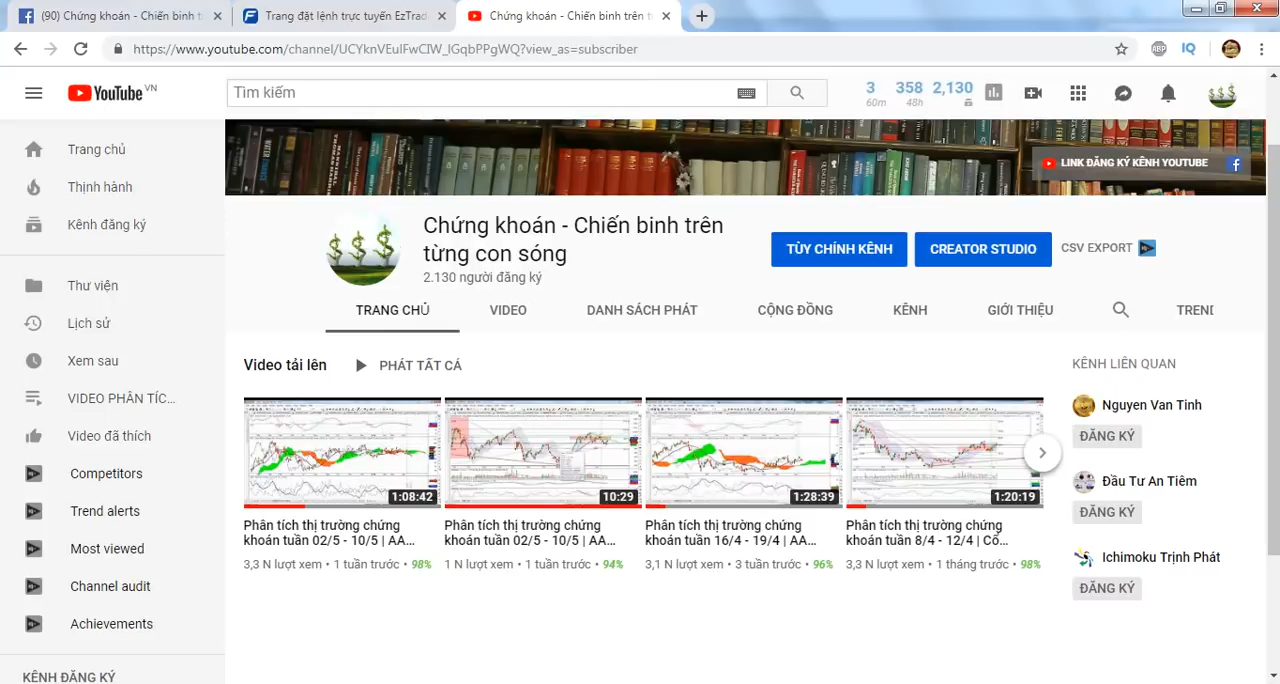 (90) Chứng khoán - Chiến binh t
Trang đặt lệnh trực tuyến EzTrad
Chứng khoán - Chiến binh trên t
https://www.youtube.com/channel/UCYknVEulFwCIW_IGqbPPgWQ?view_as=subscriber
ABP
IQ
YouTube VN
Tìm kiếm
3 358 2,130
60m 48h
LINK ĐĂNG KÝ KÊNH YOUTUBE
Trang chủ
Thịnh hành
Kênh đăng ký
Thư viện
Lịch sử
Xem sau
VIDEO PHÂN TÍC...
Video đã thích
Competitors
Trend alerts
Most viewed
Channel audit
Achievements
KÊNH ĐĂNG KÝ
Chứng khoán - Chiến binh trên
từng con sóng
2.130 người đăng ký
TÙY CHỈNH KÊNH
CREATOR STUDIO
CSV EXPORT
TRANG CHỦ
VIDEO
DANH SÁCH PHÁT
CỘNG ĐỒNG
KÊNH
GIỚI THIỆU
TREND
Video tải lên
PHÁT TẤT CẢ
1:08:42
Phân tích thị trường chứng
khoán tuần 02/5 - 10/5 | AA...
3,3 N lượt xem • 1 tuần trước • 98%
10:29
Phân tích thị trường chứng
khoán tuần 02/5 - 10/5 | AA...
1 N lượt xem • 1 tuần trước • 94%
1:28:39
Phân tích thị trường chứng
khoán tuần 16/4 - 19/4 | AA...
3,1 N lượt xem • 3 tuần trước • 96%
1:20:19
Phân tích thị trường chứng
khoán tuần 8/4 - 12/4 | Cổ...
3,3 N lượt xem • 1 tháng trước • 98%
KÊNH LIÊN QUAN
Nguyen Van Tinh
ĐĂNG KÝ
Đầu Tư An Tiêm
ĐĂNG KÝ
Ichimoku Trịnh Phát
ĐĂNG KÝ